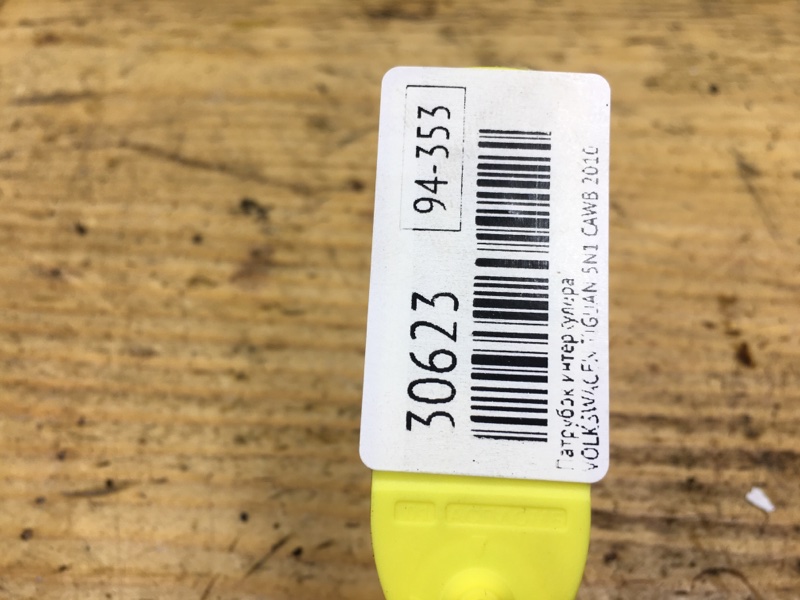 30623 94-353
Патрубок интеркулера
VOLKSWAGEN TIGUAN 5N1 CAWB 2010